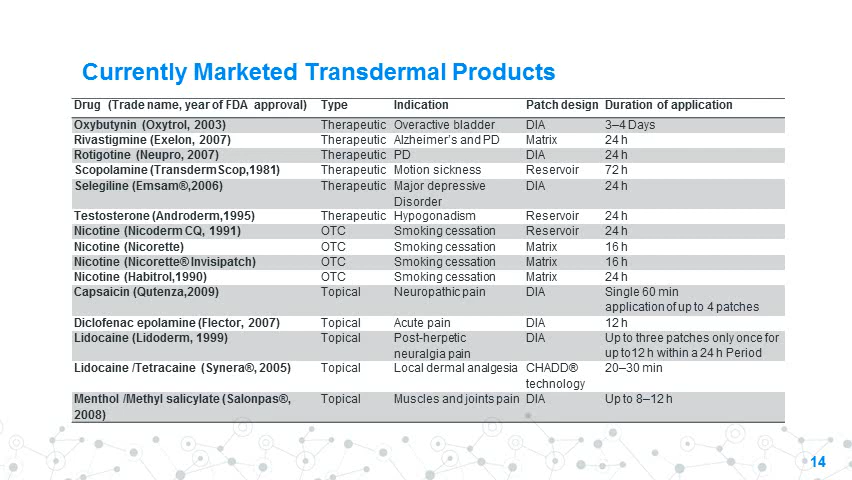 Currently Marketed Transdermal Products
Drug (Trade name, year of FDA approval) Type Indication Patch design Duration of application
Oxybutynin (Oxytrol, 2003) Therapeutic Overactive bladder DIA 3–4 Days
Rivastigmine (Exelon, 2007) Therapeutic Alzheimer's and PD Matrix 24 h
Rotigotine (Neupro, 2007) Therapeutic PD DIA 24 h
Scopolamine (Transderm Scop,1981) Therapeutic Motion sickness Reservoir 72 h
Selegiline (Emsam®,2006) Therapeutic Major depressive DIA 24 h
Disorder
Testosterone (Androderm,1995) Therapeutic Hypogonadism Reservoir 24 h
Nicotine (Nicoderm CQ, 1991) OTC Smoking cessation Reservoir 24 h
Nicotine (Nicorette) OTC Smoking cessation Matrix 16 h
Nicotine (Nicorette® Invisipatch) OTC Smoking cessation Matrix 16 h
Nicotine (Habitrol,1990) OTC Smoking cessation Matrix 24 h
Capsaicin (Qutenza,2009) Topical Neuropathic pain DIA Single 60 min
application of up to 4 patches
Diclofenac epolamine (Flector, 2007) Topical Acute pain DIA 12 h
Lidocaine (Lidoderm, 1999) Topical Post-herpetic DIA Up to three patches only once for
neuralgia pain up to12 h within a 24 h Period
Lidocaine /Tetracaine (Synera®, 2005) Topical Local dermal analgesia CHADD® 20–30 min
technology
Menthol /Methyl salicylate (Salonpas®, Topical Muscles and joints pain DIA Up to 8–12 h
2008)
14